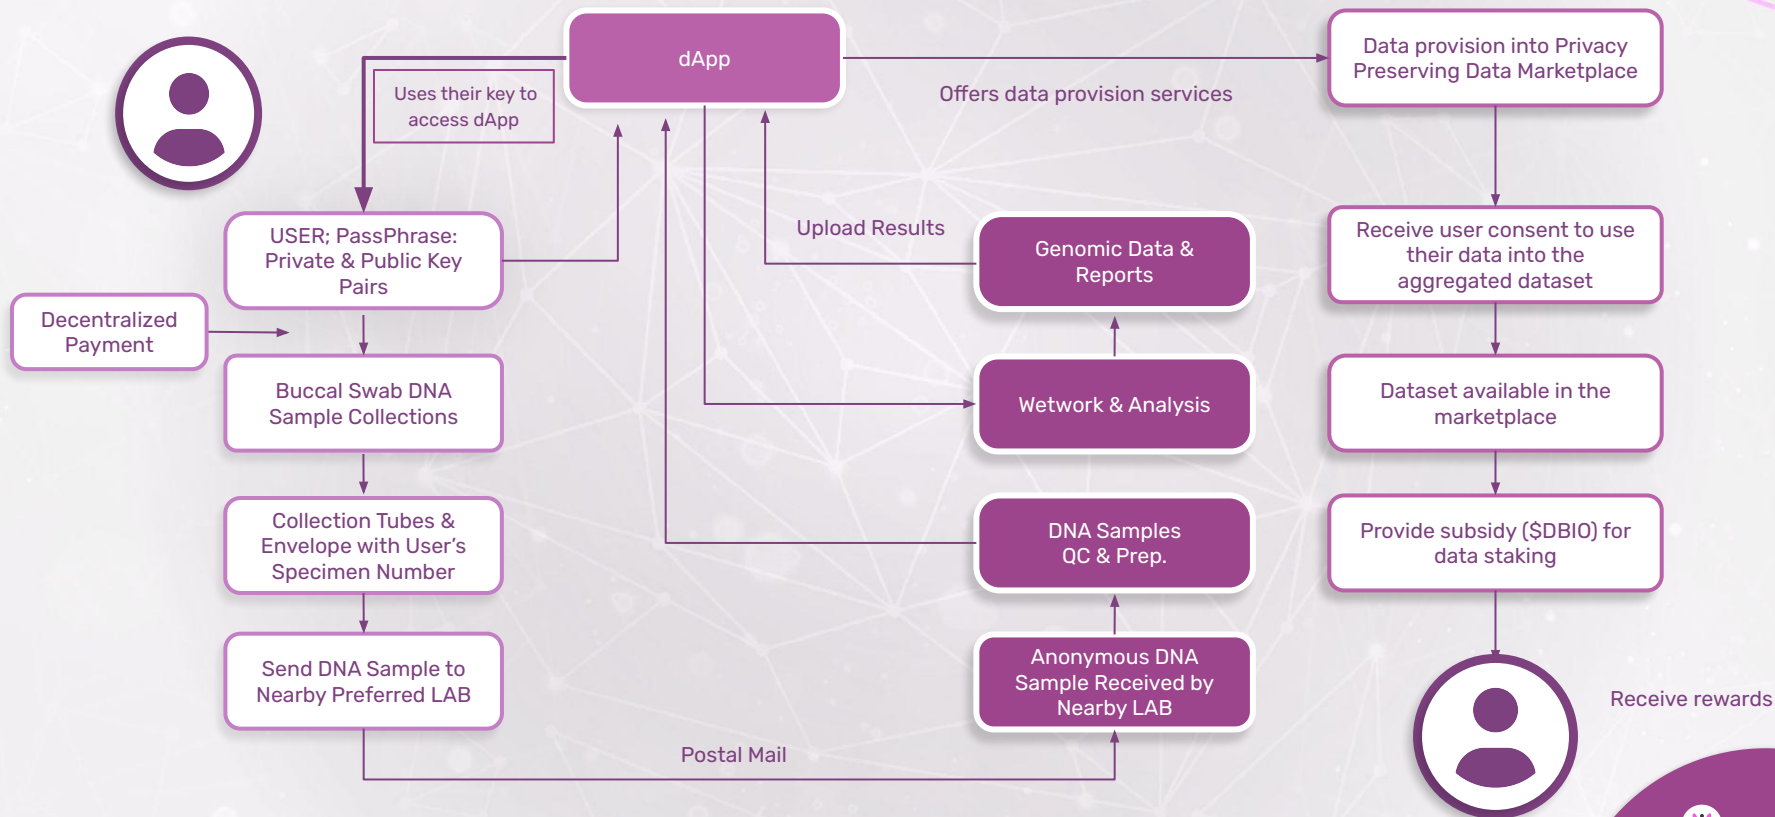 dApp
Uses their key to
access dApp
Offers data provision services
Data provision into Privacy
Preserving Data Marketplace
USER; PassPhrase:
Private & Public Key
Pairs
Upload Results
Genomic Data &
Reports
Receive user consent to use
their data into the
aggregated dataset
Decentralized
Payment
Buccal Swab DNA
Sample Collections
Wetwork & Analysis
Dataset available in the
marketplace
Collection Tubes &
Envelope with User’s
Specimen Number
DNA Samples
QC & Prep.
Provide subsidy ($DBIO) for
data staking
Send DNA Sample to
Nearby Preferred LAB
Anonymous DNA
Sample Received by
Nearby LAB
Postal Mail
Receive rewards